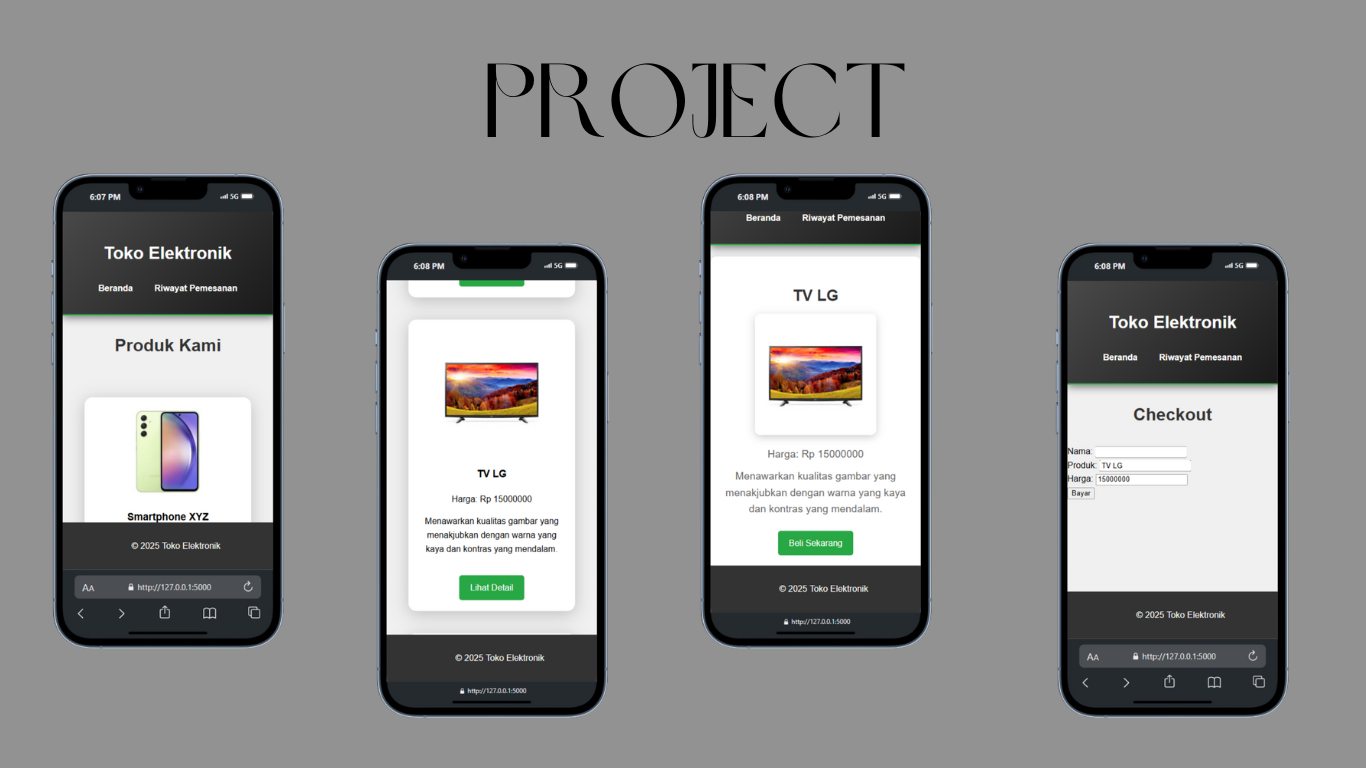 PROJECT
6:07 PM
5G
Toko Elektronik
Beranda Riwayat Pemesanan
Produk Kami
Smartphone XYZ
© 2025 Toko Elektronik
AA http://127.0.0.1:5000
6:08 PM
5G
TV LG
Harga: Rp 15000000
Menawarkan kualitas gambar yang
menakjubkan dengan warna yang
kaya dan kontras yang mendalam.
Lihat Detail
© 2025 Toko Elektronik
http://127.0.0.1:5000
6:08 PM
5G
Beranda Riwayat Pemesanan
TV LG
Harga: Rp 15000000
Menawarkan kualitas gambar yang
menakjubkan dengan warna yang kaya
dan kontras yang mendalam.
Beli Sekarang
© 2025 Toko Elektronik
http://127.0.0.1:5000
6:08 PM
5G
Toko Elektronik
Beranda Riwayat Pemesanan
Checkout
Nama:
Produk: TV LG
Harga: 15000000
Bayar
© 2025 Toko Elektronik
AA http://127.0.0.1:5000